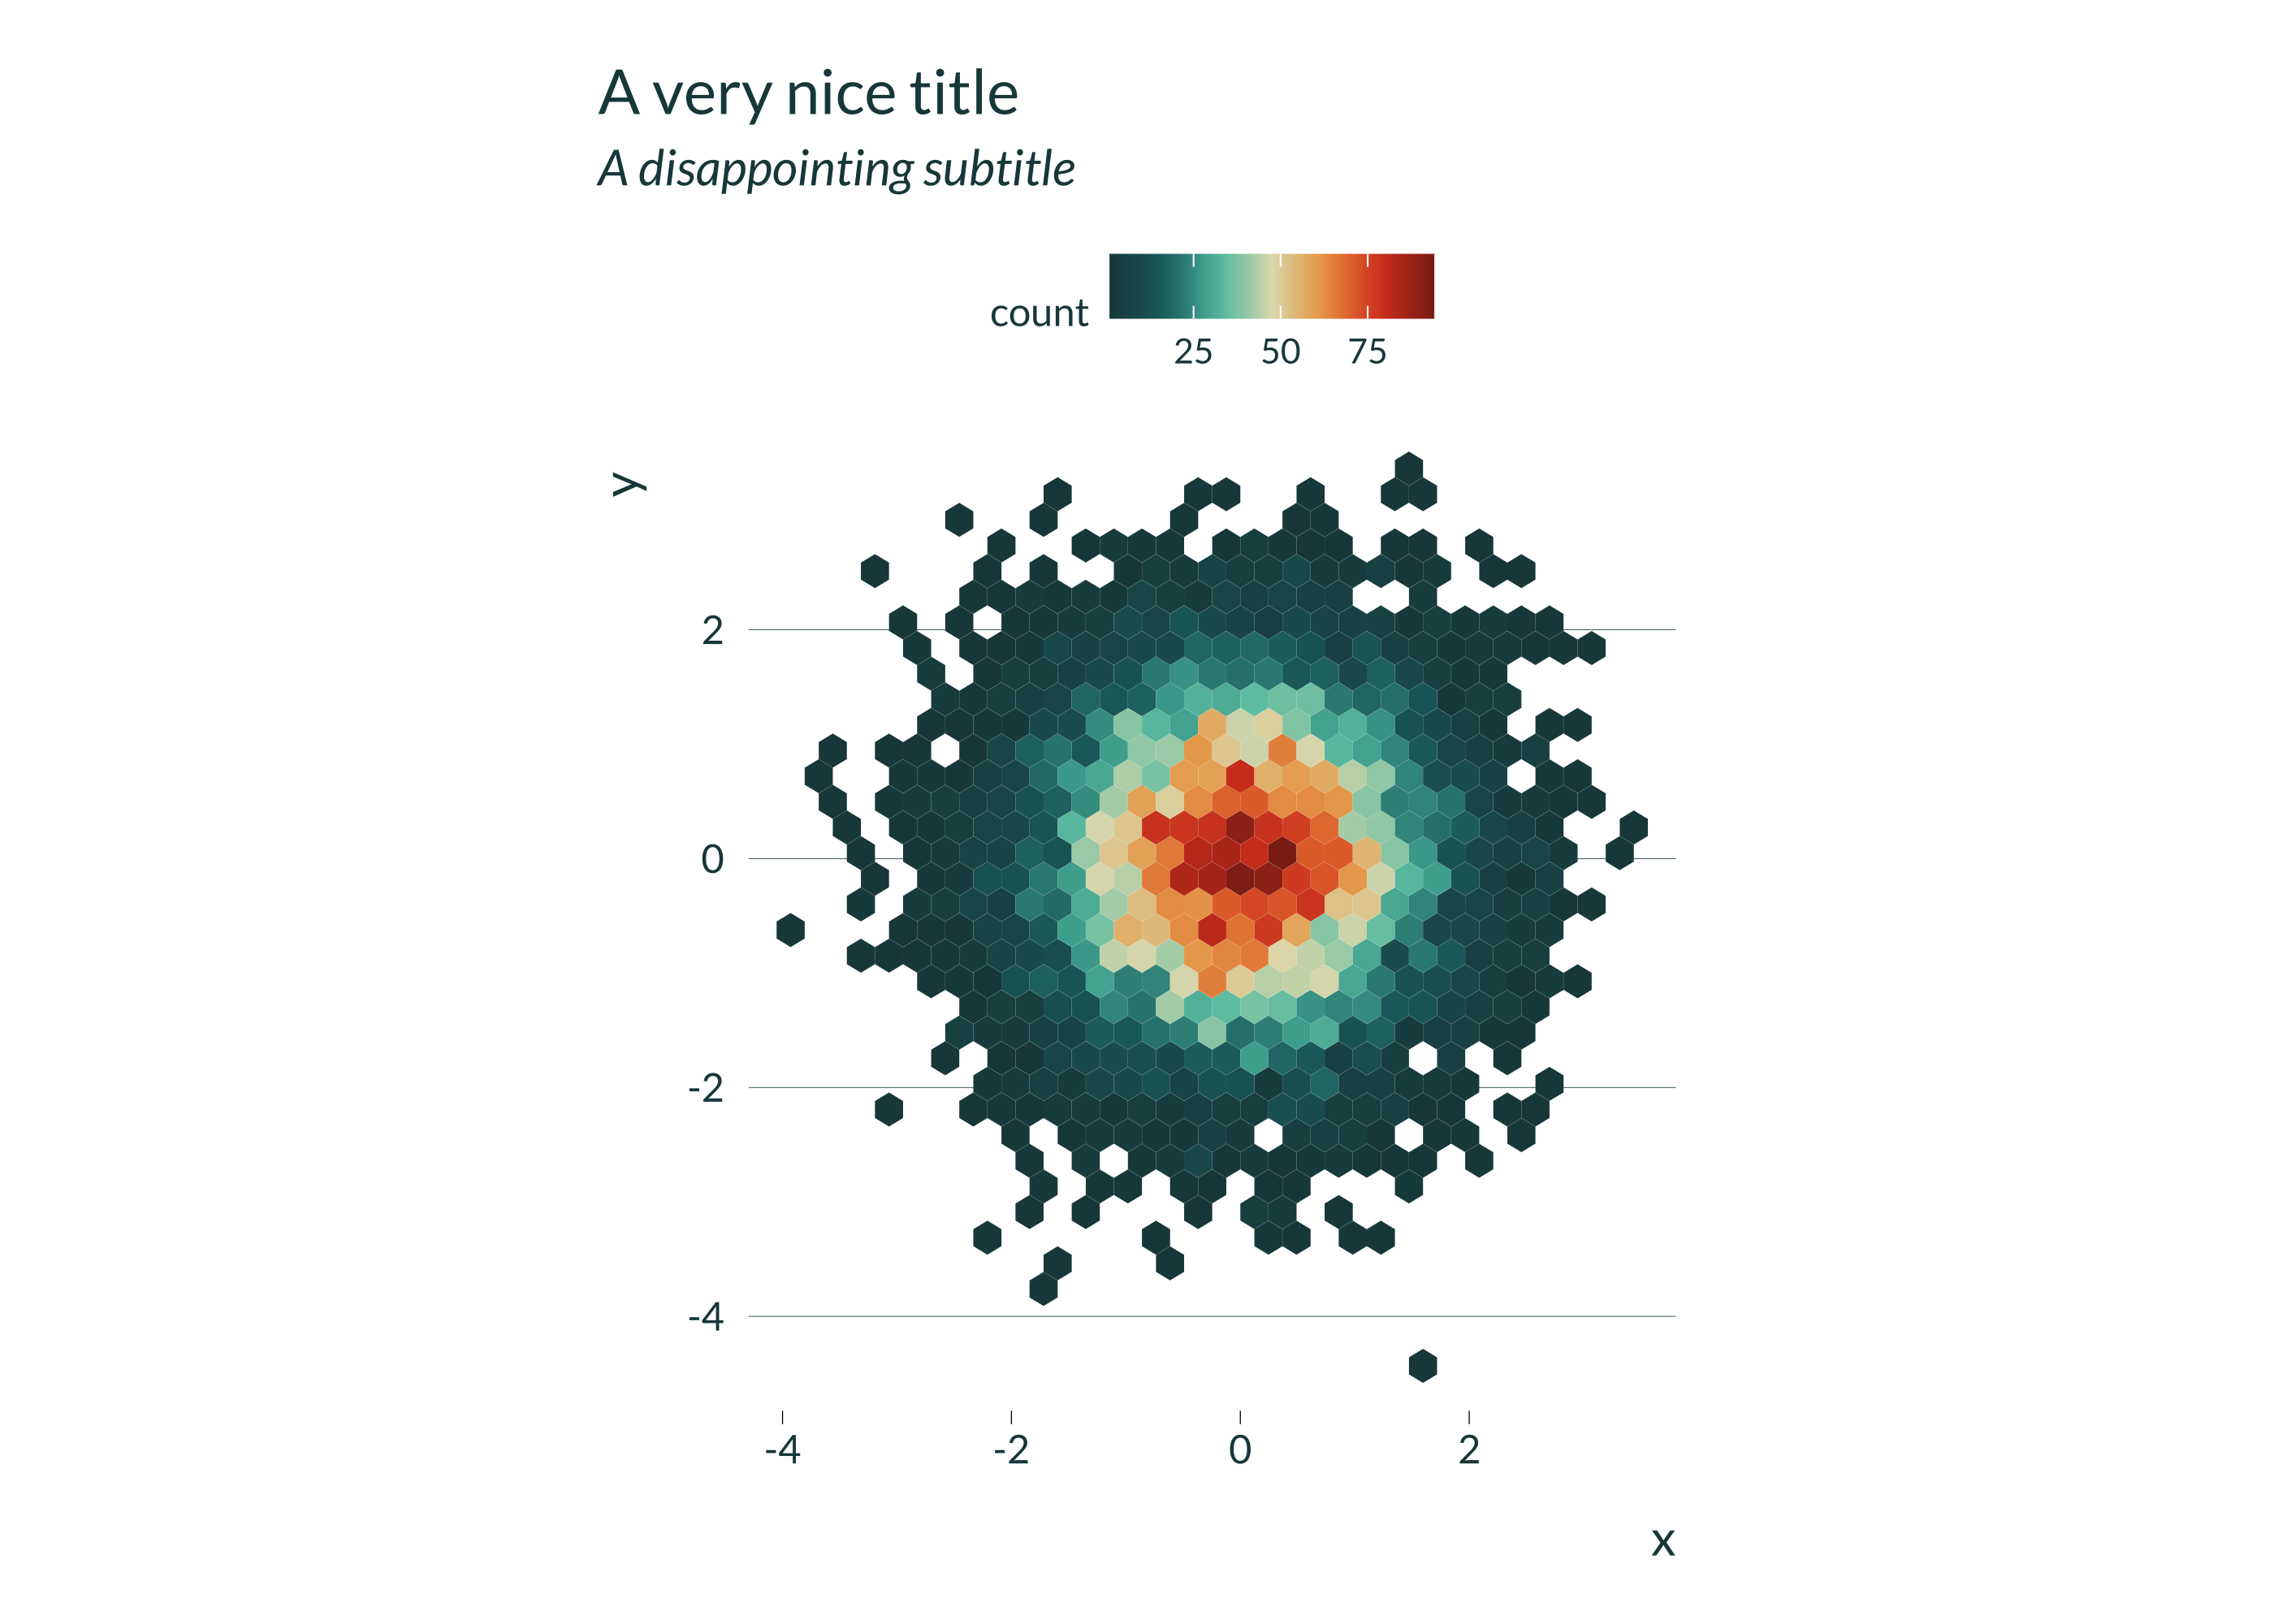 A very nice title
A disappointing subtitle
count
25 50 75
y
2
0
-2
-4
-4 -2 0 2
x